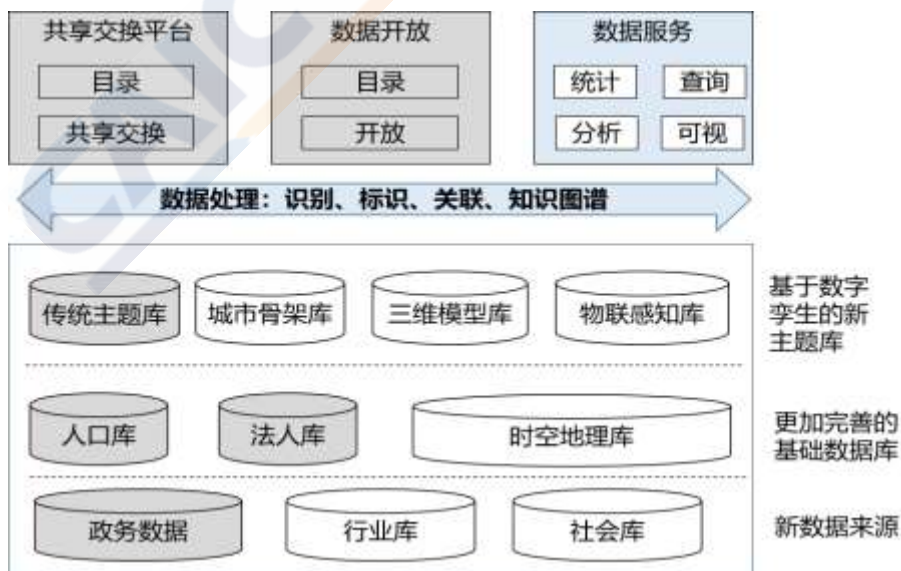 共享交换平台
目录
共享交换
数据开放
目录
开放
数据服务
统计
查询
分析
可视
数据处理：识别、标识、关联、知识图谱
传统主题库
城市骨架库
三维模型库
物联感知库
基于数字
孪生的新
主题库
人口库
法人库
时空地理库
更加完善的
基础数据库
政务数据
行业库
社会库
新数据来源
CAIC